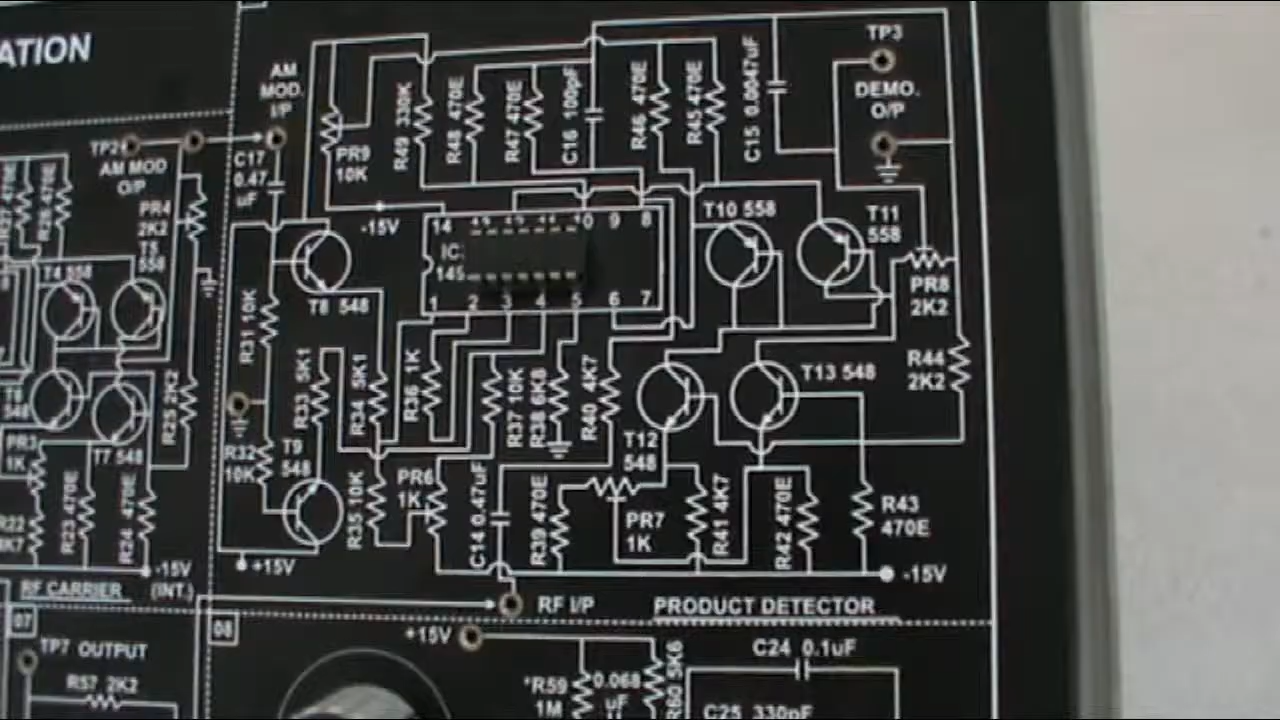 ATION
AM
MOD.
I/P
TP3
DEMO.
O/P
TP21
AM MOD
O/P
C17
0.47
uF
PR9
10K
R49 330K
R48 470E
R47 470E
C16 100pF
R46 470E
R45 470E
C15 0.0047uF
-15V
14
10
9
8
IC
1
2
3
4
5
6
7
T10 558
T11
558
PR8
2K2
R44
2K2
T8 548
R31 10K
R33 5K1
R34 5K1
R36 1K
R37 10K
R38 6K8
R40 4K7
T12
548
T13 548
R32
10K
T9
548
R35 10K
PR6
1K
C14 0.47uF
R39 470E
PR7
1K
R41 4K7
R42 470E
R43
470E
+15V
-15V
RF I/P
PRODUCT DETECTOR
R26 470E
PR4
2K2
T5
558
T4 558
R25 2K2
T7 548
PR3
1K
R23 470E
R24 470E
-15V
(INT.)
RF CARRIER
07
TP7 OUTPUT
R57 2K2
08
+15V
*R59
1M
0.068
uF
R60 5K6
C24 0.1uF
C25 330pF